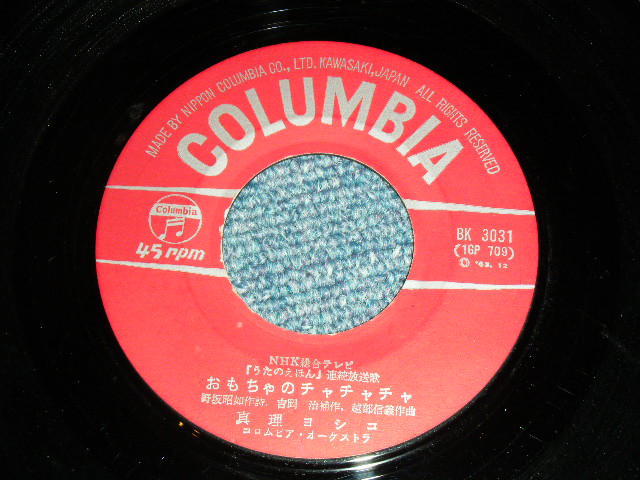 MADE BY NIPPON COLUMBIA CO., LTD. KAWASAKI, JAPAN. ALL RIGHTS RESERVED
COLUMBIA
Columbia
45 rpm
BK 3031
(1GP 709)
Ⓒ '63. 12
NHK総合テレビ
『うたのえほん』連続放送歌
おもちゃのチャチャチャ
野坂昭如作詩、吉岡 治補作、越部信義作曲
真理ヨシコ
コロムビア・オーケストラ